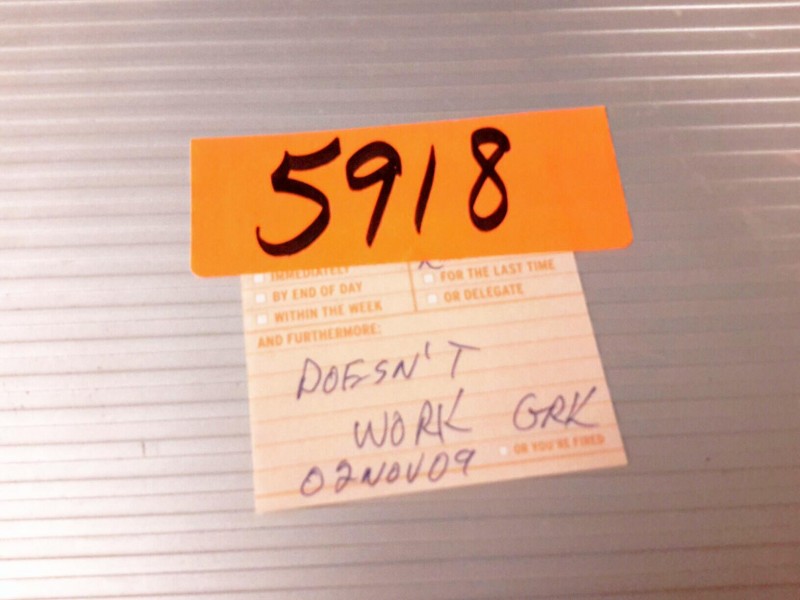 5918
IMMEDIATELY
FOR THE LAST TIME
BY END OF DAY
OR DELEGATE
WITHIN THE WEEK
AND FURTHERMORE:
DOESN'T
WORK GRK
02NOV09
OR YOU'RE FIRED